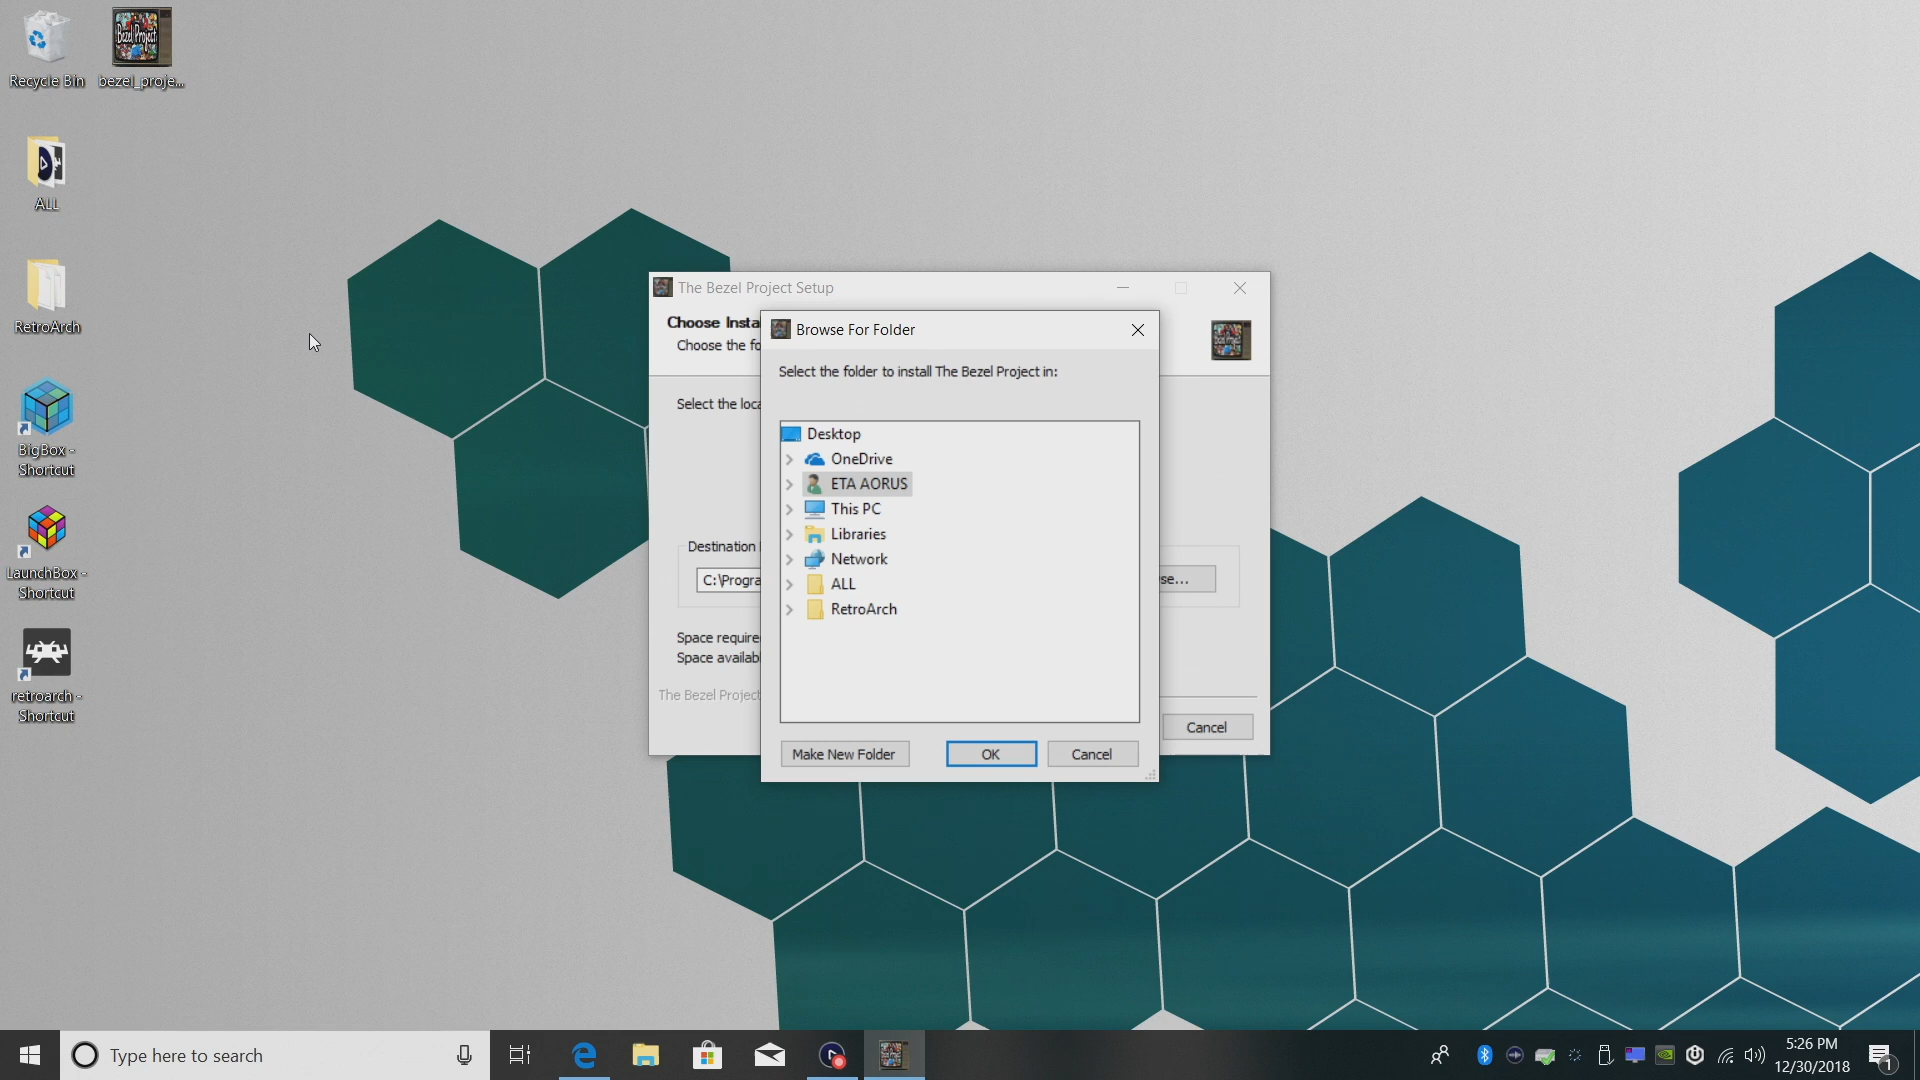 Recycle Bin
bezel_proje...
ALL
RetroArch
BigBox -
Shortcut
LaunchBox -
Shortcut
retroarch -
Shortcut
The Bezel Project Setup
Choose Insta
Choose the fo
Select the loca
Destination
C:\Progra
se...
Space require
Space availab
The Bezel Project
Cancel
Browse For Folder
Select the folder to install The Bezel Project in:
Desktop
OneDrive
ETA AORUS
This PC
Libraries
Network
ALL
RetroArch
Make New Folder
OK
Cancel
Type here to search
5:26 PM
12/30/2018
1